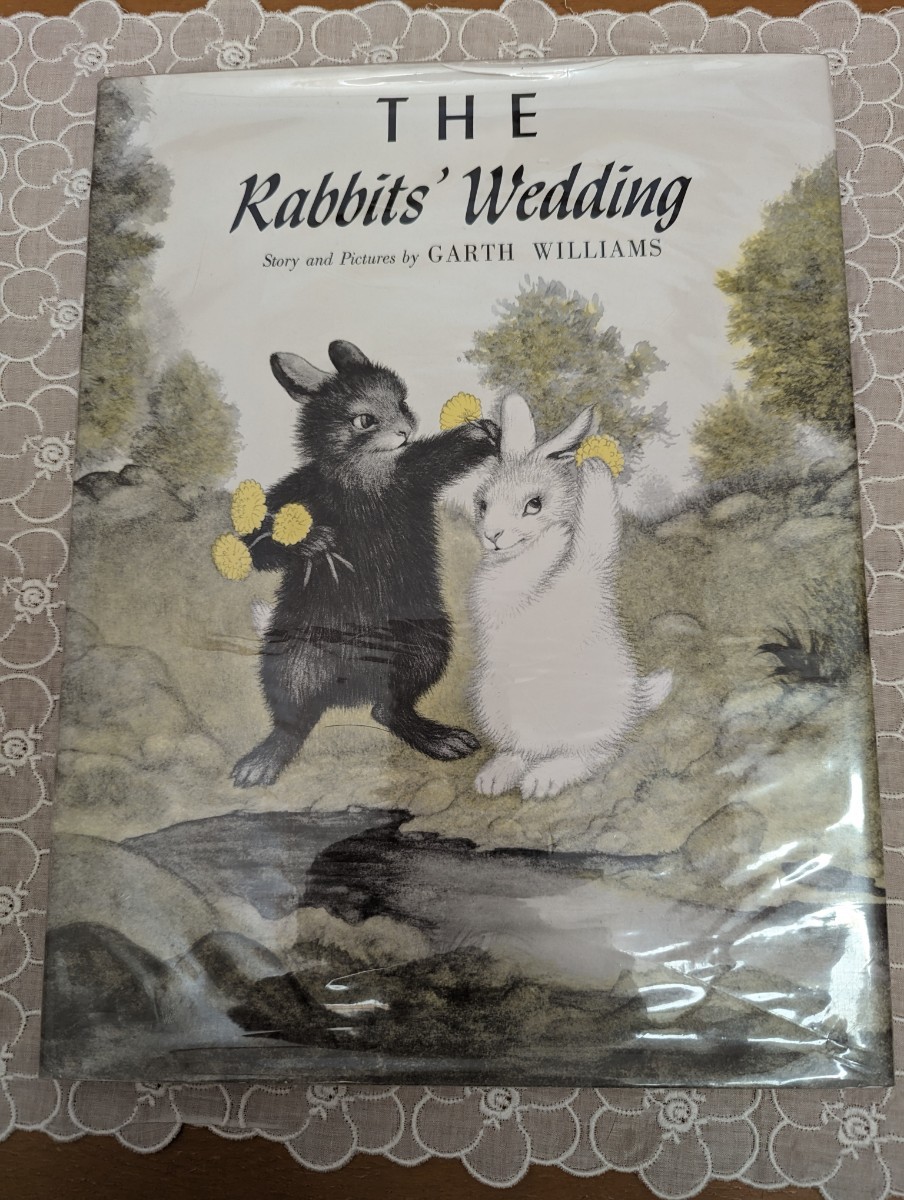 THE
Rabbits' Wedding
Story and Pictures by GARTH WILLIAMS